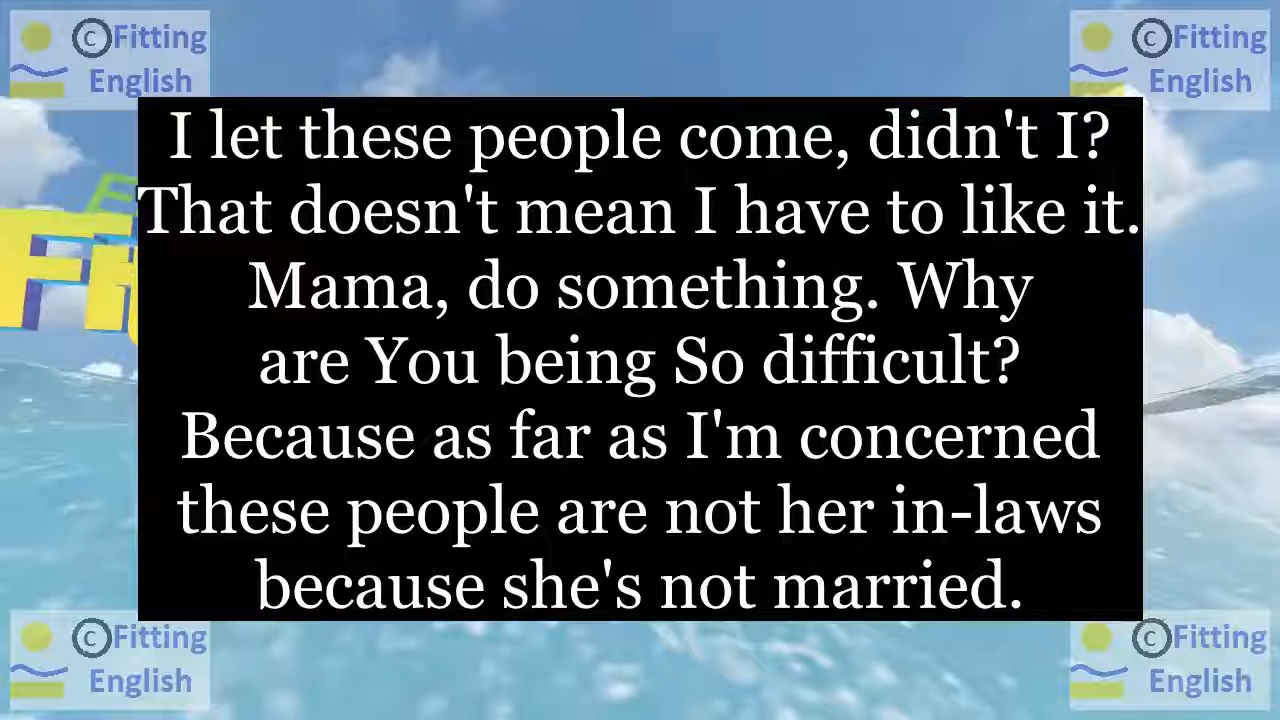 ©Fitting
English
©Fitting
English
I let these people come, didn't I?
That doesn't mean I have to like it.
Mama, do something. Why
are You being So difficult?
Because as far as I'm concerned
these people are not her in-laws
because she's not married.
©Fitting
English
©Fitting
English